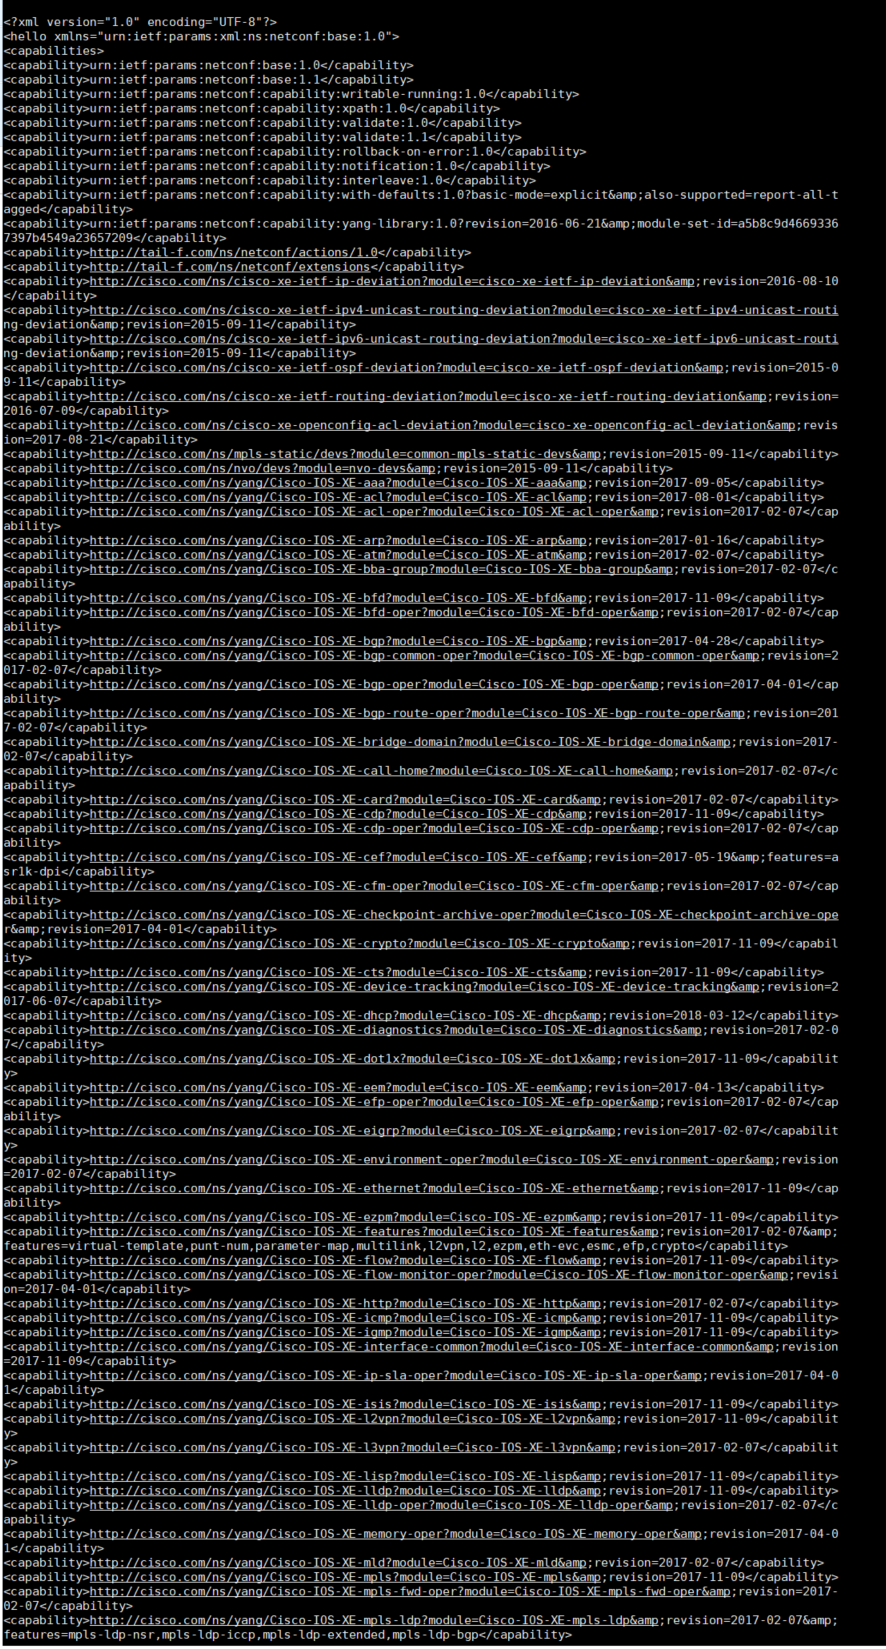 <?xml version="1.0" encoding="UTF-8"?>
<hello xmlns="urn:ietf:params:xml:ns:netconf:base:1.0">
<capabilities>
<capability>urn:ietf:params:netconf:base:1.0</capability>
<capability>urn:ietf:params:netconf:base:1.1</capability>
<capability>urn:ietf:params:netconf:capability:writable-running:1.0</capability>
<capability>urn:ietf:params:netconf:capability:xpath:1.0</capability>
<capability>urn:ietf:params:netconf:capability:validate:1.0</capability>
<capability>urn:ietf:params:netconf:capability:validate:1.1</capability>
<capability>urn:ietf:params:netconf:capability:rollback-on-error:1.0</capability>
<capability>urn:ietf:params:netconf:capability:notification:1.0</capability>
<capability>urn:ietf:params:netconf:capability:interleave:1.0</capability>
<capability>urn:ietf:params:netconf:capability:with-defaults:1.0?basic-mode=explicit&amp;also-supported=report-all-t
agged</capability>
<capability>urn:ietf:params:netconf:capability:yang-library:1.0?revision=2016-06-21&amp;module-set-id=a5b8c9d4669336
7397b4549a23657209</capability>
<capability>http://tail-f.com/ns/netconf/actions/1.0</capability>
<capability>http://tail-f.com/ns/netconf/extensions</capability>
<capability>http://cisco.com/ns/cisco-xe-ietf-ip-deviation?module=cisco-xe-ietf-ip-deviation&amp;revision=2016-08-10
</capability>
<capability>http://cisco.com/ns/cisco-xe-ietf-ipv4-unicast-routing-deviation?module=cisco-xe-ietf-ipv4-unicast-routi
ng-deviation&amp;revision=2015-09-11</capability>
<capability>http://cisco.com/ns/cisco-xe-ietf-ipv6-unicast-routing-deviation?module=cisco-xe-ietf-ipv6-unicast-routi
ng-deviation&amp;revision=2015-09-11</capability>
<capability>http://cisco.com/ns/cisco-xe-ietf-ospf-deviation?module=cisco-xe-ietf-ospf-deviation&amp;revision=2015-0
9-11</capability>
<capability>http://cisco.com/ns/cisco-xe-ietf-routing-deviation?module=cisco-xe-ietf-routing-deviation&amp;revision=
2016-07-09</capability>
<capability>http://cisco.com/ns/cisco-xe-openconfig-acl-deviation?module=cisco-xe-openconfig-acl-deviation&amp;revis
ion=2017-08-21</capability>
<capability>http://cisco.com/ns/mpls-static/devs?module=common-mpls-static-devs&amp;revision=2015-09-11</capability>
<capability>http://cisco.com/ns/nvo/devs?module=nvo-devs&amp;revision=2015-09-11</capability>
<capability>http://cisco.com/ns/yang/Cisco-IOS-XE-aaa?module=Cisco-IOS-XE-aaa&amp;revision=2017-09-05</capability>
<capability>http://cisco.com/ns/yang/Cisco-IOS-XE-acl?module=Cisco-IOS-XE-acl&amp;revision=2017-08-01</capability>
<capability>http://cisco.com/ns/yang/Cisco-IOS-XE-acl-oper?module=Cisco-IOS-XE-acl-oper&amp;revision=2017-02-07</cap
ability>
<capability>http://cisco.com/ns/yang/Cisco-IOS-XE-arp?module=Cisco-IOS-XE-arp&amp;revision=2017-01-16</capability>
<capability>http://cisco.com/ns/yang/Cisco-IOS-XE-atm?module=Cisco-IOS-XE-atm&amp;revision=2017-02-07</capability>
<capability>http://cisco.com/ns/yang/Cisco-IOS-XE-bba-group?module=Cisco-IOS-XE-bba-group&amp;revision=2017-02-07</c
apability>
<capability>http://cisco.com/ns/yang/Cisco-IOS-XE-bfd?module=Cisco-IOS-XE-bfd&amp;revision=2017-11-09</capability>
<capability>http://cisco.com/ns/yang/Cisco-IOS-XE-bfd-oper?module=Cisco-IOS-XE-bfd-oper&amp;revision=2017-02-07</cap
ability>
<capability>http://cisco.com/ns/yang/Cisco-IOS-XE-bgp?module=Cisco-IOS-XE-bgp&amp;revision=2017-04-28</capability>
<capability>http://cisco.com/ns/yang/Cisco-IOS-XE-bgp-common-oper?module=Cisco-IOS-XE-bgp-common-oper&amp;revision=2
017-02-07</capability>
<capability>http://cisco.com/ns/yang/Cisco-IOS-XE-bgp-oper?module=Cisco-IOS-XE-bgp-oper&amp;revision=2017-04-01</cap
ability>
<capability>http://cisco.com/ns/yang/Cisco-IOS-XE-bgp-route-oper?module=Cisco-IOS-XE-bgp-route-oper&amp;revision=201
7-02-07</capability>
<capability>http://cisco.com/ns/yang/Cisco-IOS-XE-bridge-domain?module=Cisco-IOS-XE-bridge-domain&amp;revision=2017-
02-07</capability>
<capability>http://cisco.com/ns/yang/Cisco-IOS-XE-call-home?module=Cisco-IOS-XE-call-home&amp;revision=2017-02-07</c
apability>
<capability>http://cisco.com/ns/yang/Cisco-IOS-XE-card?module=Cisco-IOS-XE-card&amp;revision=2017-02-07</capability>
<capability>http://cisco.com/ns/yang/Cisco-IOS-XE-cdp?module=Cisco-IOS-XE-cdp&amp;revision=2017-11-09</capability>
<capability>http://cisco.com/ns/yang/Cisco-IOS-XE-cdp-oper?module=Cisco-IOS-XE-cdp-oper&amp;revision=2017-02-07</cap
ability>
<capability>http://cisco.com/ns/yang/Cisco-IOS-XE-cef?module=Cisco-IOS-XE-cef&amp;revision=2017-05-19&amp;features=a
sr1k-dpi</capability>
<capability>http://cisco.com/ns/yang/Cisco-IOS-XE-cfm-oper?module=Cisco-IOS-XE-cfm-oper&amp;revision=2017-02-07</cap
ability>
<capability>http://cisco.com/ns/yang/Cisco-IOS-XE-checkpoint-archive-oper?module=Cisco-IOS-XE-checkpoint-archive-ope
r&amp;revision=2017-04-01</capability>
<capability>http://cisco.com/ns/yang/Cisco-IOS-XE-crypto?module=Cisco-IOS-XE-crypto&amp;revision=2017-11-09</capabil
ity>
<capability>http://cisco.com/ns/yang/Cisco-IOS-XE-cts?module=Cisco-IOS-XE-cts&amp;revision=2017-11-09</capability>
<capability>http://cisco.com/ns/yang/Cisco-IOS-XE-device-tracking?module=Cisco-IOS-XE-device-tracking&amp;revision=2
017-06-07</capability>
<capability>http://cisco.com/ns/yang/Cisco-IOS-XE-dhcp?module=Cisco-IOS-XE-dhcp&amp;revision=2018-03-12</capability>
<capability>http://cisco.com/ns/yang/Cisco-IOS-XE-diagnostics?module=Cisco-IOS-XE-diagnostics&amp;revision=2017-02-0
7</capability>
<capability>http://cisco.com/ns/yang/Cisco-IOS-XE-dot1x?module=Cisco-IOS-XE-dot1x&amp;revision=2017-11-09</capabilit
y>
<capability>http://cisco.com/ns/yang/Cisco-IOS-XE-eem?module=Cisco-IOS-XE-eem&amp;revision=2017-04-13</capability>
<capability>http://cisco.com/ns/yang/Cisco-IOS-XE-efp-oper?module=Cisco-IOS-XE-efp-oper&amp;revision=2017-02-07</cap
ability>
<capability>http://cisco.com/ns/yang/Cisco-IOS-XE-eigrp?module=Cisco-IOS-XE-eigrp&amp;revision=2017-02-07</capabilit
y>
<capability>http://cisco.com/ns/yang/Cisco-IOS-XE-environment-oper?module=Cisco-IOS-XE-environment-oper&amp;revision
=2017-02-07</capability>
<capability>http://cisco.com/ns/yang/Cisco-IOS-XE-ethernet?module=Cisco-IOS-XE-ethernet&amp;revision=2017-11-09</cap
ability>
<capability>http://cisco.com/ns/yang/Cisco-IOS-XE-ezpm?module=Cisco-IOS-XE-ezpm&amp;revision=2017-11-09</capability>
<capability>http://cisco.com/ns/yang/Cisco-IOS-XE-features?module=Cisco-IOS-XE-features&amp;revision=2017-02-07&amp;
features=virtual-template,punt-num,parameter-map,multilink,l2vpn,l2,ezpm,eth-evc,esmc,efp,crypto</capability>
<capability>http://cisco.com/ns/yang/Cisco-IOS-XE-flow?module=Cisco-IOS-XE-flow&amp;revision=2017-11-09</capability>
<capability>http://cisco.com/ns/yang/Cisco-IOS-XE-flow-monitor-oper?module=Cisco-IOS-XE-flow-monitor-oper&amp;revisi
on=2017-04-01</capability>
<capability>http://cisco.com/ns/yang/Cisco-IOS-XE-http?module=Cisco-IOS-XE-http&amp;revision=2017-02-07</capability>
<capability>http://cisco.com/ns/yang/Cisco-IOS-XE-icmp?module=Cisco-IOS-XE-icmp&amp;revision=2017-11-09</capability>
<capability>http://cisco.com/ns/yang/Cisco-IOS-XE-igmp?module=Cisco-IOS-XE-igmp&amp;revision=2017-11-09</capability>
<capability>http://cisco.com/ns/yang/Cisco-IOS-XE-interface-common?module=Cisco-IOS-XE-interface-common&amp;revision
=2017-11-09</capability>
<capability>http://cisco.com/ns/yang/Cisco-IOS-XE-ip-sla-oper?module=Cisco-IOS-XE-ip-sla-oper&amp;revision=2017-04-0
1</capability>
<capability>http://cisco.com/ns/yang/Cisco-IOS-XE-isis?module=Cisco-IOS-XE-isis&amp;revision=2017-11-09</capability>
<capability>http://cisco.com/ns/yang/Cisco-IOS-XE-l2vpn?module=Cisco-IOS-XE-l2vpn&amp;revision=2017-11-09</capabilit
y>
<capability>http://cisco.com/ns/yang/Cisco-IOS-XE-l3vpn?module=Cisco-IOS-XE-l3vpn&amp;revision=2017-02-07</capabilit
y>
<capability>http://cisco.com/ns/yang/Cisco-IOS-XE-lisp?module=Cisco-IOS-XE-lisp&amp;revision=2017-11-09</capability>
<capability>http://cisco.com/ns/yang/Cisco-IOS-XE-lldp?module=Cisco-IOS-XE-lldp&amp;revision=2017-11-09</capability>
<capability>http://cisco.com/ns/yang/Cisco-IOS-XE-lldp-oper?module=Cisco-IOS-XE-lldp-oper&amp;revision=2017-02-07</c
apability>
<capability>http://cisco.com/ns/yang/Cisco-IOS-XE-memory-oper?module=Cisco-IOS-XE-memory-oper&amp;revision=2017-04-0
1</capability>
<capability>http://cisco.com/ns/yang/Cisco-IOS-XE-mld?module=Cisco-IOS-XE-mld&amp;revision=2017-02-07</capability>
<capability>http://cisco.com/ns/yang/Cisco-IOS-XE-mpls?module=Cisco-IOS-XE-mpls&amp;revision=2017-11-09</capability>
<capability>http://cisco.com/ns/yang/Cisco-IOS-XE-mpls-fwd-oper?module=Cisco-IOS-XE-mpls-fwd-oper&amp;revision=2017-
02-07</capability>
<capability>http://cisco.com/ns/yang/Cisco-IOS-XE-mpls-ldp?module=Cisco-IOS-XE-mpls-ldp&amp;revision=2017-02-07&amp;
features=mpls-ldp-nsr,mpls-ldp-iccp,mpls-ldp-extended,mpls-ldp-bgp</capability>